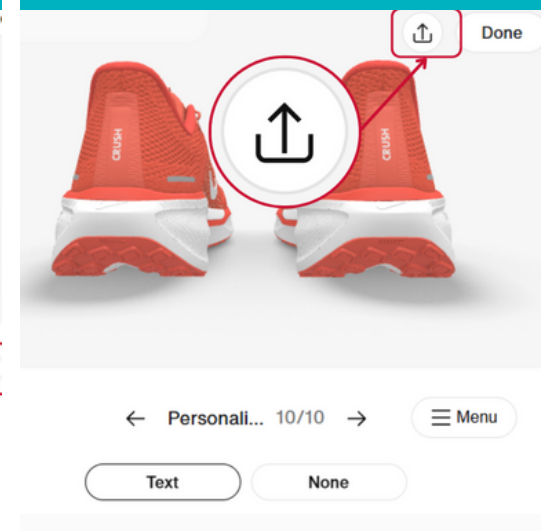 Done
CRUSH
CRUSH
Personali... 10/10
Menu
Text
None